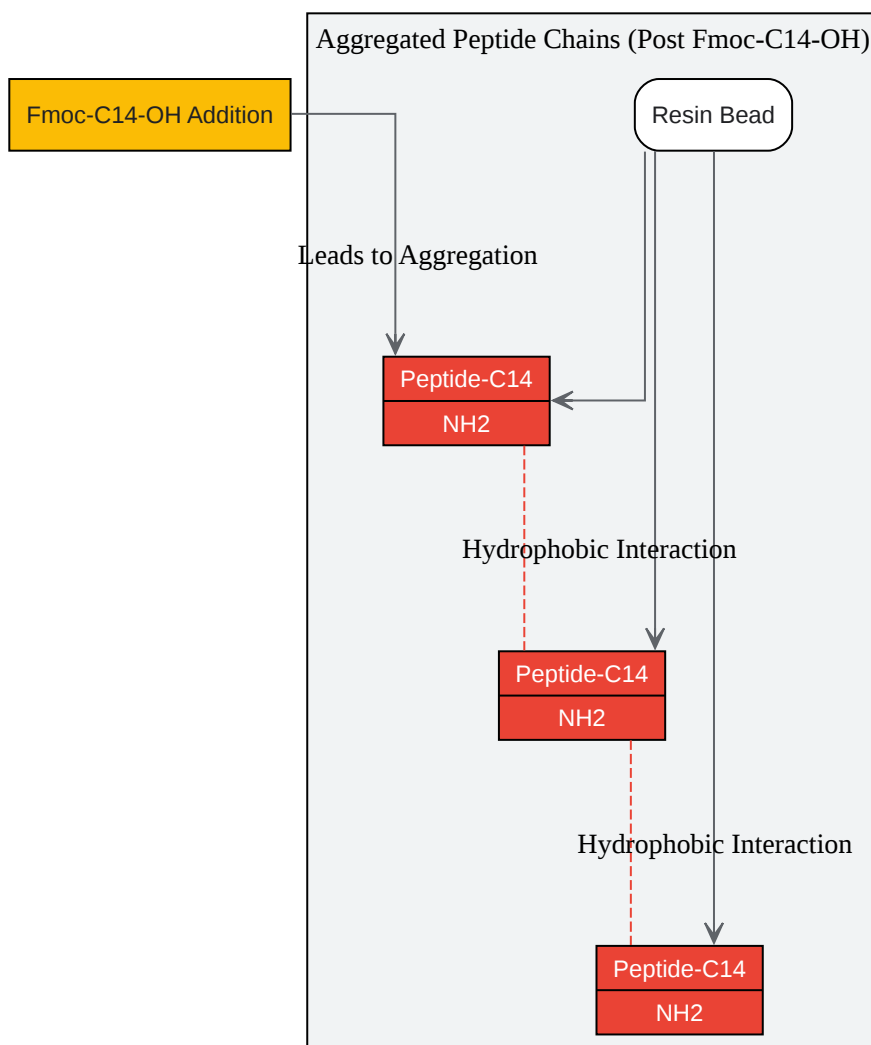 Aggregated Peptide Chains (Post Fmoc-C14-OH)
Fmoc-C14-OH Addition
Resin Bead
Leads to Aggregation
Peptide-C14
NH2
Hydrophobic Interaction
Peptide-C14
NH2
Hydrophobic Interaction
Peptide-C14
NH2